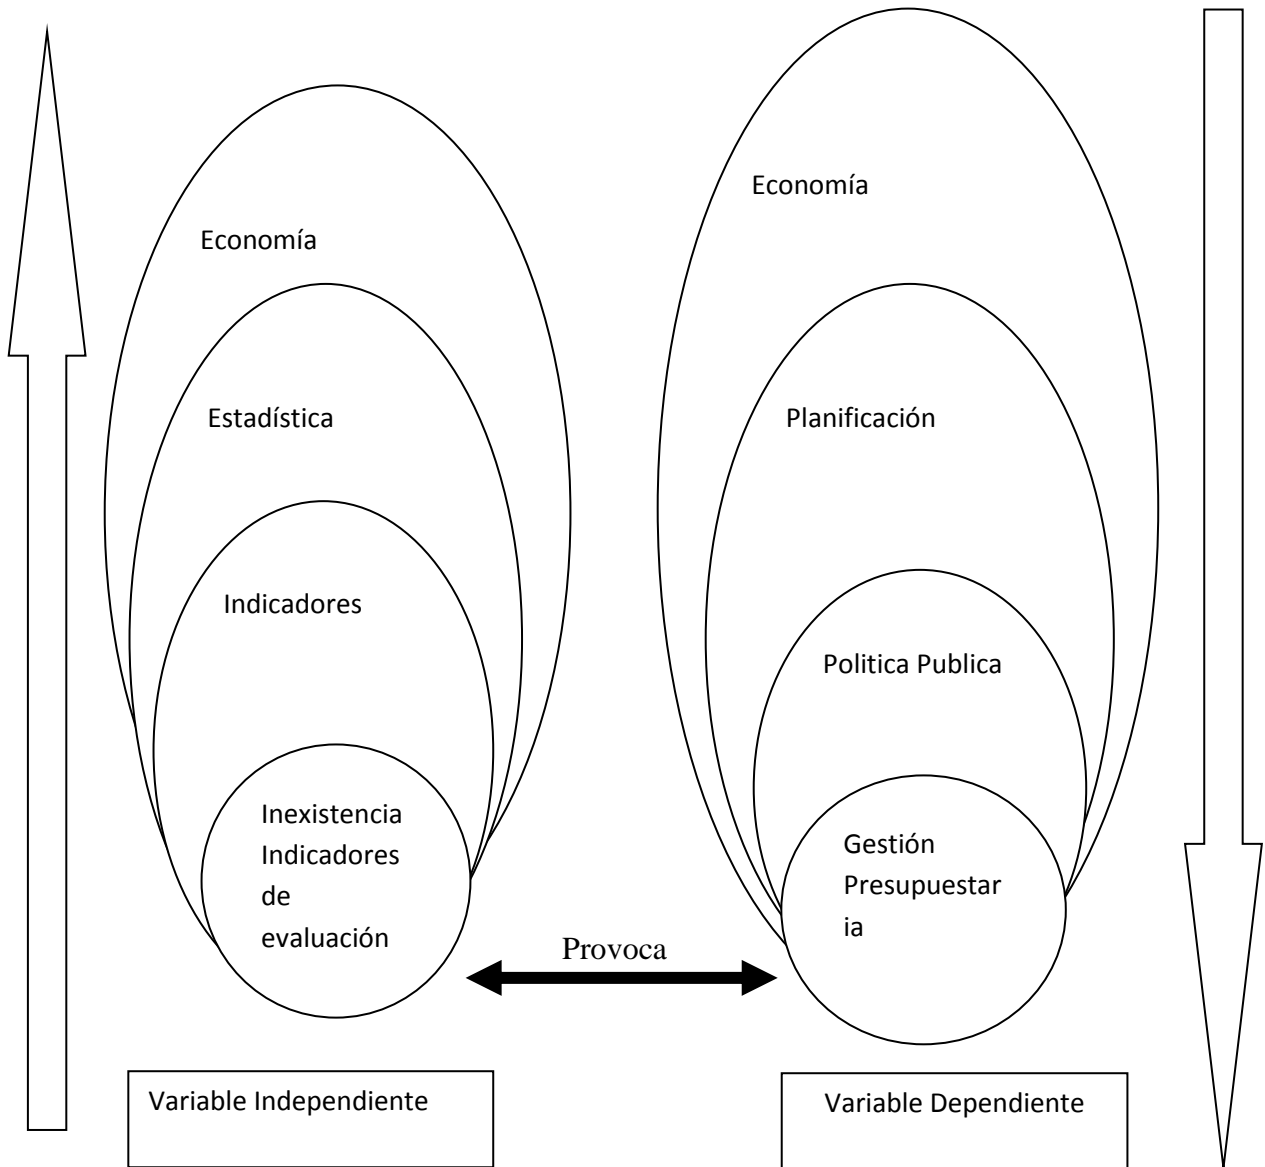 Economía
Estadística
Indicadores
Inexistencia
Indicadores
de
evaluación
Provoca
Economía
Planificación
Politica Publica
Gestión
Presupuestar
ia
Variable Independiente
Variable Dependiente